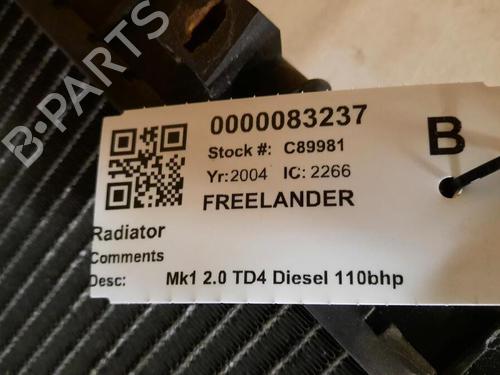 B-PARTS
0000083237
Stock #: C89981
B
Yr:2004 IC: 2266
FREELANDER
Radiator
Comments
Desc: Mk1 2.0 TD4 Diesel 110bhp